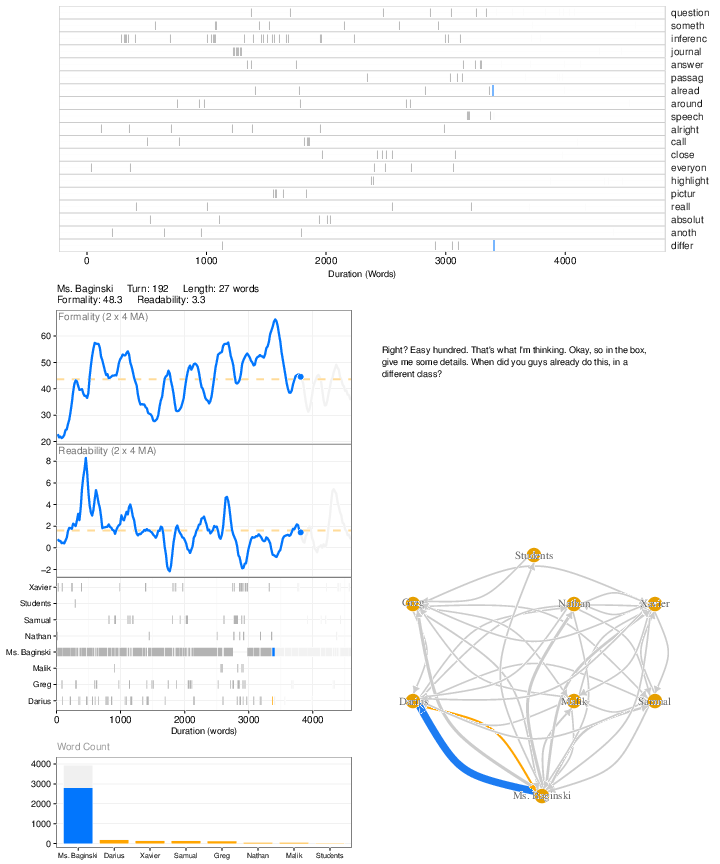 question
someth
inferenc
journal
answer
passag
alread
around
speech
alright
call
close
everyon
highlight
pictur
reall
absolut
anoth
differ
0 1000 2000 3000 4000
Duration (Words)
Ms. Baginski Turn: 192 Length: 27 words
Formality: 48.3 Readability: 3.3
Formality (2 x 4 MA)
60
50
40
30
20
Right? Easy hundred. That's what I'm thinking. Okay, so in the box,
give me some details. When did you guys already do this, in a
different class?
Readability (2 x 4 MA)
8
6
4
2
0
−2
Xavier
Students
Samual
Nathan
Ms. Baginski
Malik
Greg
Darius
0 1000 2000 3000 4000
Duration (words)
Students
Greg Nathan Xavier
Darius Malik Samual
Ms. Baginski
Word Count
4000
3000
2000
1000
0
Ms. Baginski Darius Xavier Samual Greg Nathan Malik Students